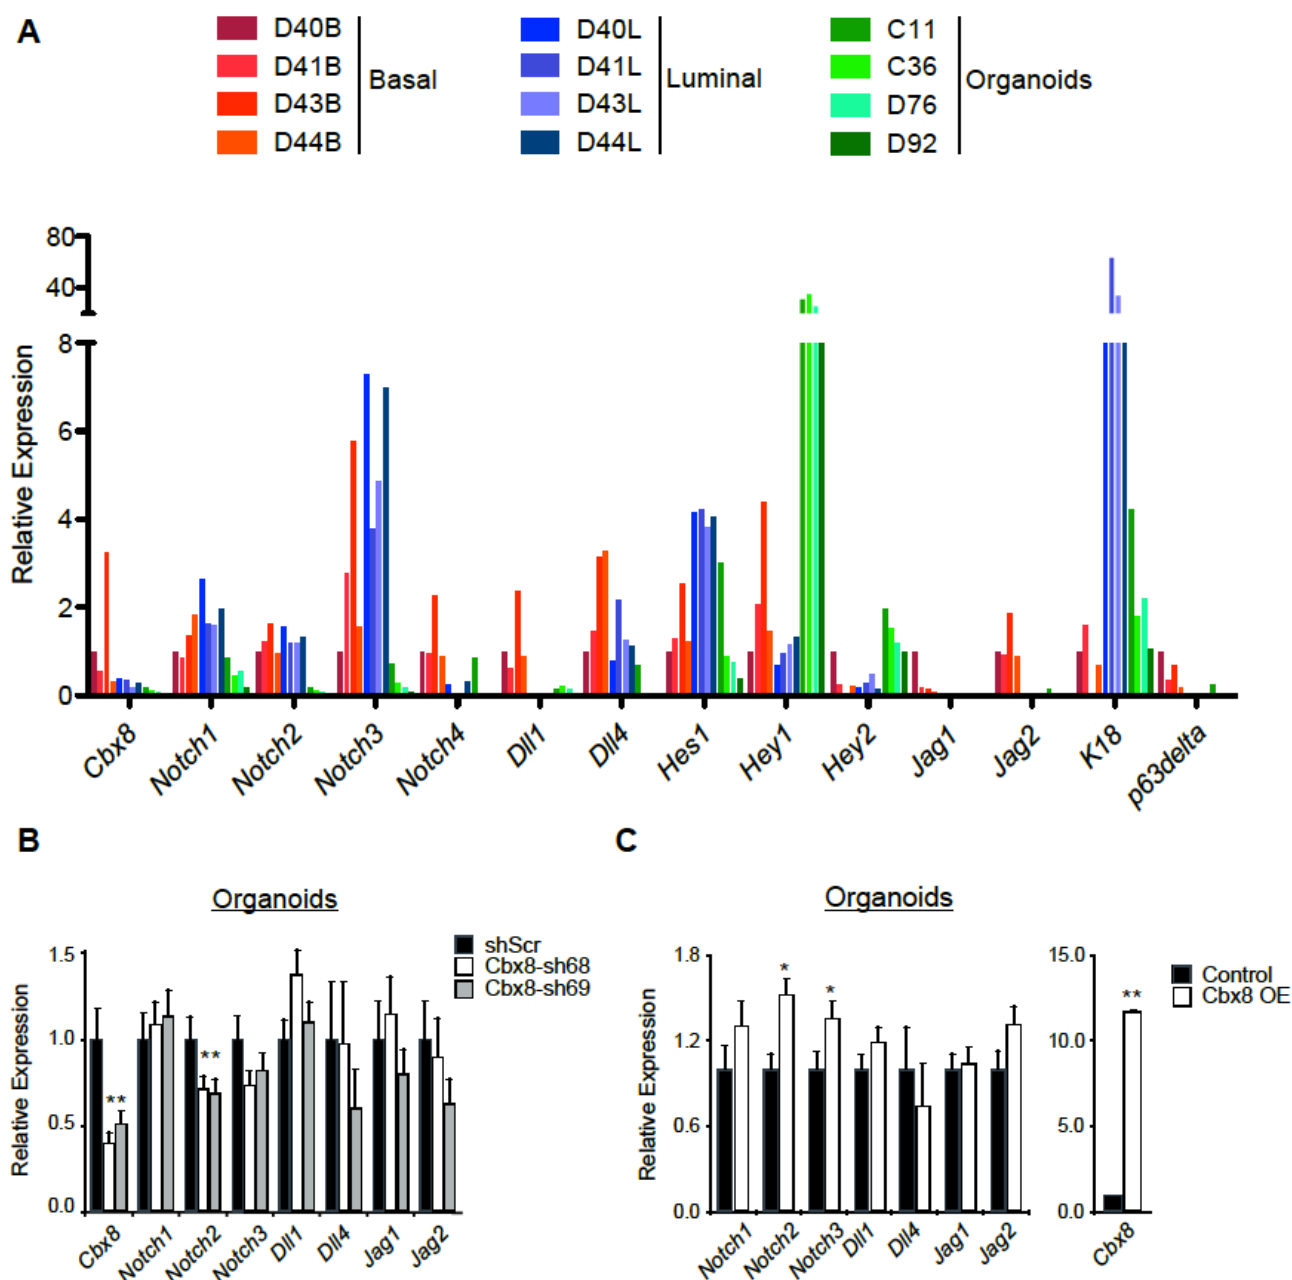 A
D40B
D41B
D43B
D44B
Basal
D40L
D41L
D43L
D44L
Luminal
C11
C36
D76
D92
Organoids
80
40
8
6
4
2
0
Relative Expression
Cbx8
Notch1
Notch2
Notch3
Notch4
Dll1
Dll4
Hes1
Hey1
Hey2
Jag1
Jag2
K18
p63delta
B
Organoids
shScr
Cbx8-sh68
Cbx8-sh69
1.5
1.0
0.5
0.0
Relative Expression
**
**
Cbx8
Notch1
Notch2
Notch3
Dll1
Dll4
Jag1
Jag2
C
Organoids
1.8
1.2
0.6
0.0
Relative Expression
*
*
Notch1
Notch2
Notch3
Dll1
Dll4
Jag1
Jag2
15.0
10.0
5.0
0.0
**
Cbx8
Control
Cbx8 OE